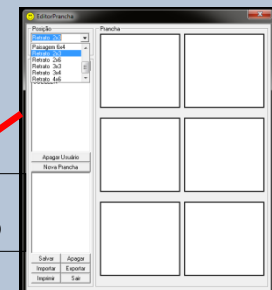 EditorPrancha
Posição
Prancha
Retrato 2x3
Paisagem 6x4
Retrato 2x3
Retrato 2x6
Retrato 3x3
Retrato 3x4
Retrato 4x6
Apagar Usuário
Nova Prancha
Salvar Apagar
Importar Exportar
Imprimir Sair